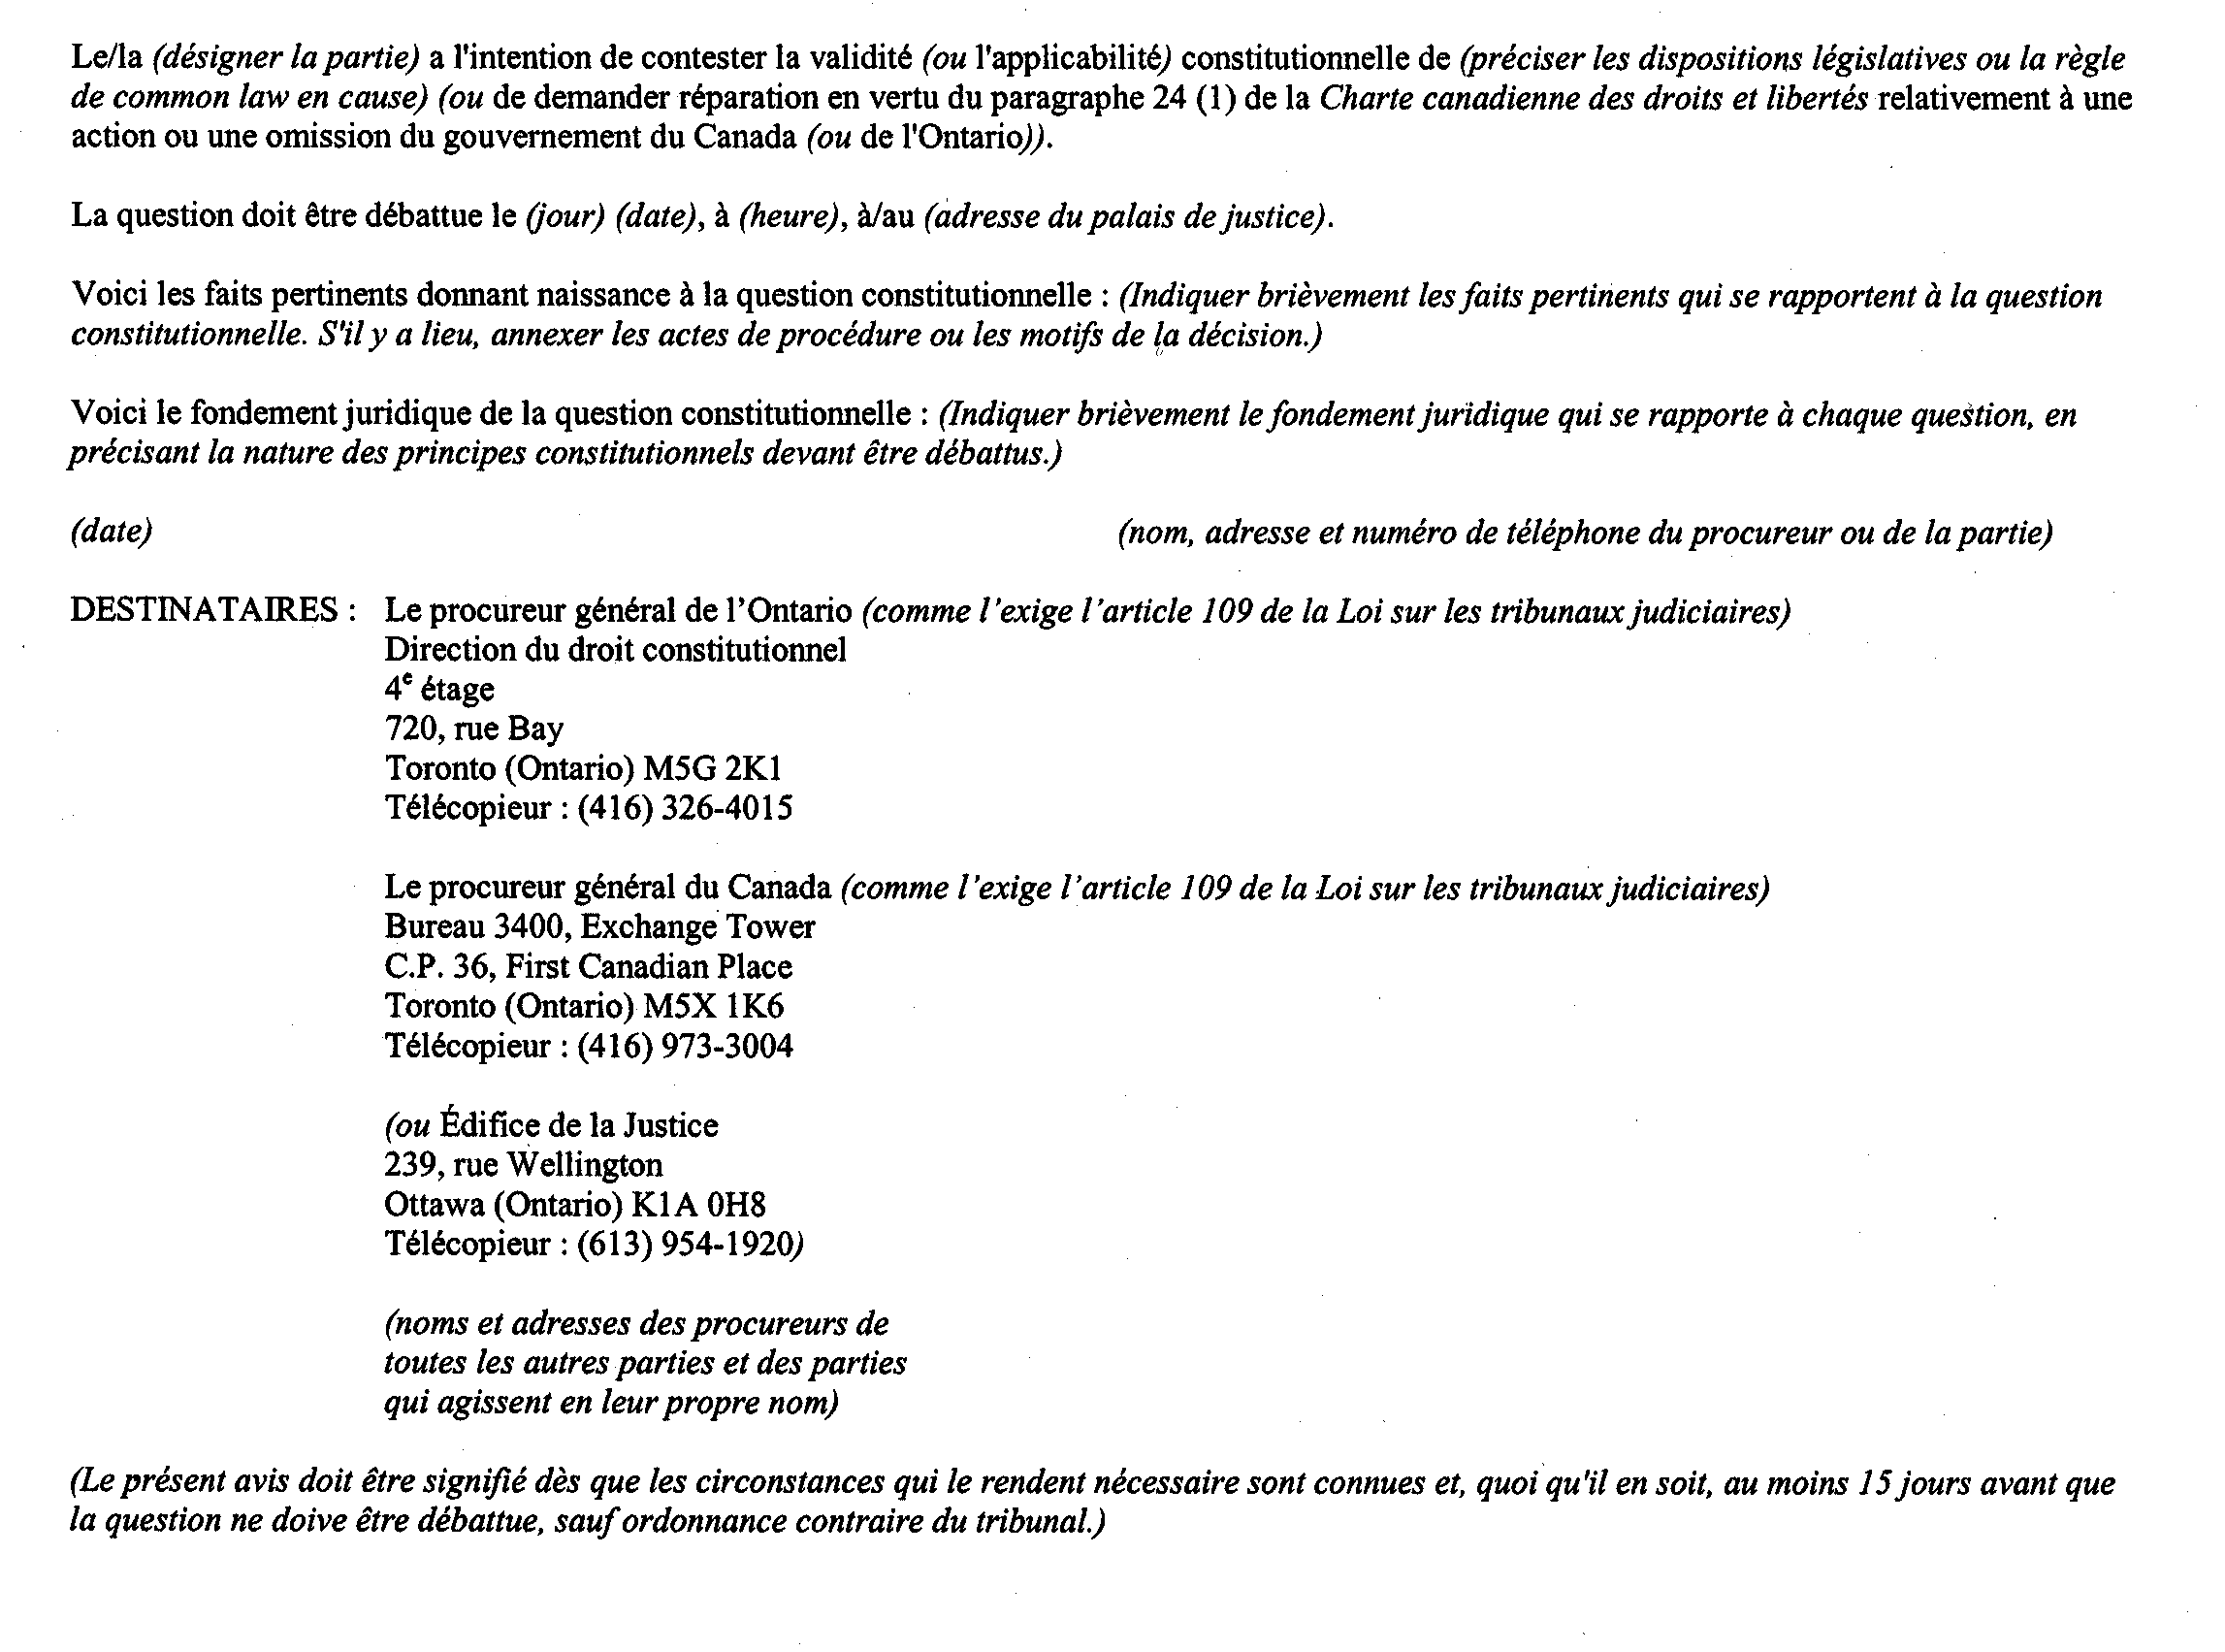 Le/la (désigner la partie) a l'intention de contester la validité (ou l'applicabilité) constitutionnelle de (préciser les dispositions législatives ou la règle
de common law en cause) (ou de demander réparation en vertu du paragraphe 24 (1) de la Charte canadienne des droits et libertés relativement à une
action ou une omission du gouvernement du Canada (ou de l'Ontario)).
La question doit être débattue le (jour) (date), à (heure), à/au (adresse du palais de justice).
Voici les faits pertinents donnant naissance à la question constitutionnelle : (Indiquer brièvement les faits pertinents qui se rapportent à la question
constitutionnelle. S'il y a lieu, annexer les actes de procédure ou les motifs de la décision.)
Voici le fondement juridique de la question constitutionnelle : (Indiquer brièvement le fondement juridique qui se rapporte à chaque question, en
précisant la nature des principes constitutionnels devant être débattus.)
(date) (nom, adresse et numéro de téléphone du procureur ou de la partie)
DESTINATAIRES : Le procureur général de l’Ontario (comme l’exige l’article 109 de la Loi sur les tribunaux judiciaires)
Direction du droit constitutionnel
4e étage
720, rue Bay
Toronto (Ontario) M5G 2K1
Télécopieur : (416) 326-4015
Le procureur général du Canada (comme l’exige l’article 109 de la Loi sur les tribunaux judiciaires)
Bureau 3400, Exchange Tower
C.P. 36, First Canadian Place
Toronto (Ontario) M5X 1K6
Télécopieur : (416) 973-3004
(ou Édifice de la Justice
239, rue Wellington
Ottawa (Ontario) K1A 0H8
Télécopieur : (613) 954-1920)
(noms et adresses des procureurs de
toutes les autres parties et des parties
qui agissent en leur propre nom)
(Le présent avis doit être signifié dès que les circonstances qui le rendent nécessaire sont connues et, quoi qu'il en soit, au moins 15 jours avant que
la question ne doive être débattue, sauf ordonnance contraire du tribunal.)